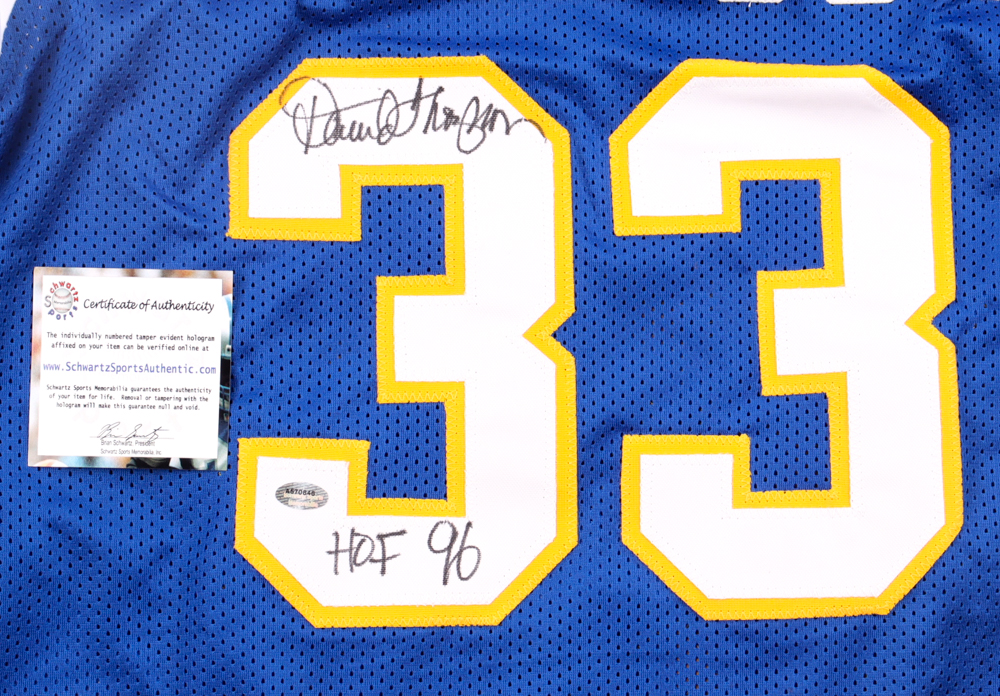 David Thompson
33
Schwartz Sports
Certificate of Authenticity
The individually numbered tamper evident hologram
affixed on your item can be verified online at
www.SchwartzSportsAuthentic.com
Schwartz Sports Memorabilia guarantees the authenticity
of your item for life. Removal or tampering with the
hologram will make this guarantee null and void.
Brian Schwartz President
Schwartz Sports Memorabilia Inc.
HOF 96